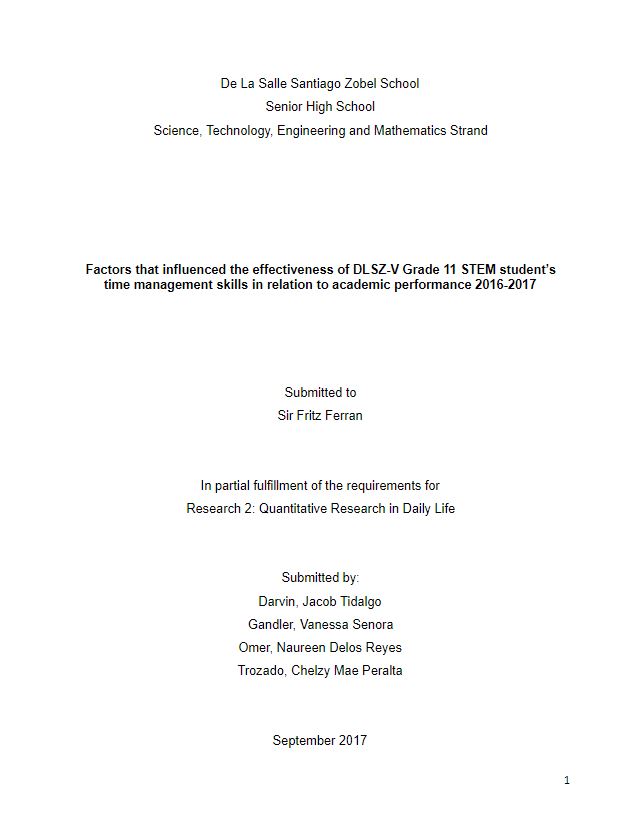 De La Salle Santiago Zobel School
Senior High School
Science, Technology, Engineering and Mathematics Strand
Factors that influenced the effectiveness of DLSZ-V Grade 11 STEM student's
time management skills in relation to academic performance 2016-2017
Submitted to
Sir Fritz Ferran
In partial fulfillment of the requirements for
Research 2: Quantitative Research in Daily Life
Submitted by:
Darvin, Jacob Tidalgo
Gandler, Vanessa Senora
Omer, Naureen Delos Reyes
Trozado, Chelzy Mae Peralta
September 2017
1